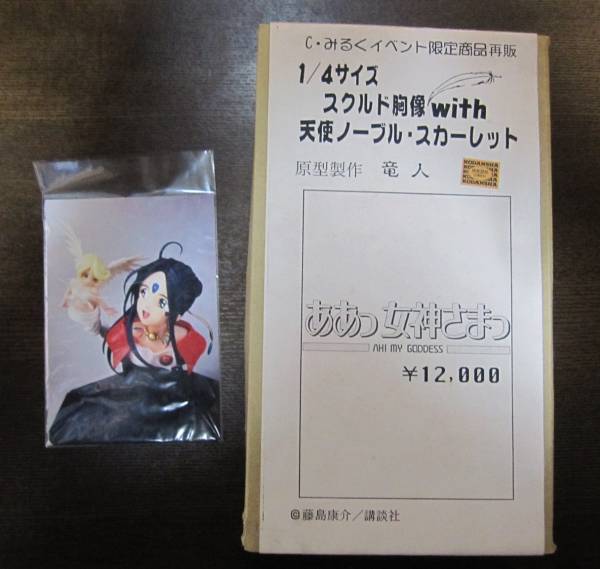 C・みるくイベント限定商品再販
1/4サイズ
スクルド胸像with
天使ノーブル・スカーレット
原型製作 竜人
KODANSHA
ああっ女神さまっ
AH! MY GODDESS
¥12,000
©藤島康介／講談社